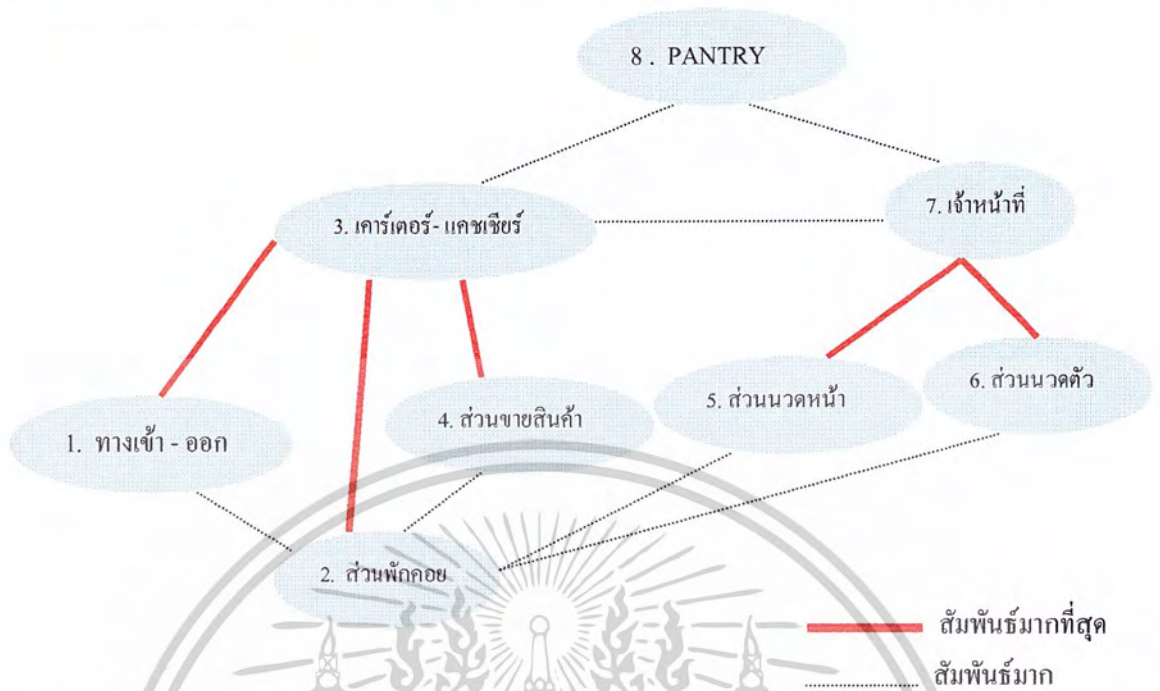 8 . PANTRY
3. เคาร์เตอร์- แคชเชียร์
7. เจ้าหน้าที่
1. ทางเข้า - ออก
4. ส่วนขายสินค้า
5. ส่วนนวดหน้า
6. ส่วนนวดตัว
2. ส่วนพักคอย
สัมพันธ์มากที่สุด
สัมพันธ์มาก